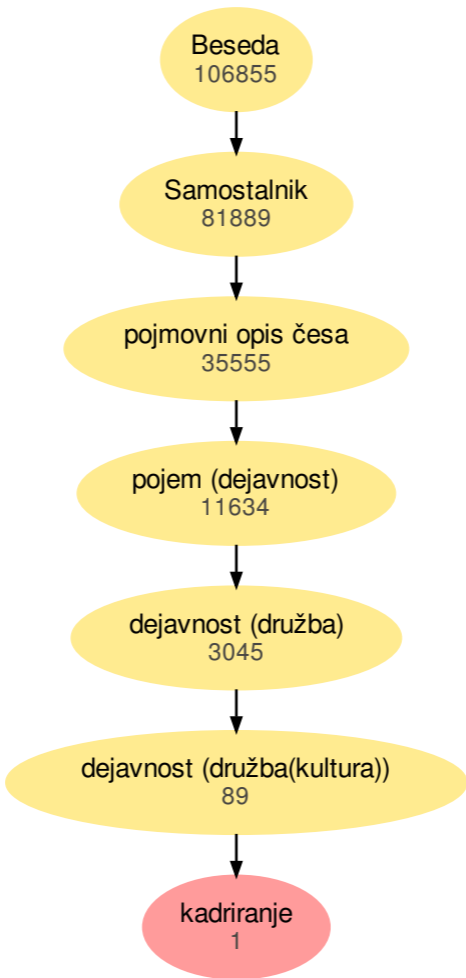 Beseda
106855
Samostalnik
81889
pojmovni opis česa
35555
pojem (dejavnost)
11634
dejavnost (družba)
3045
dejavnost (družba(kultura))
89
kadriranje
1